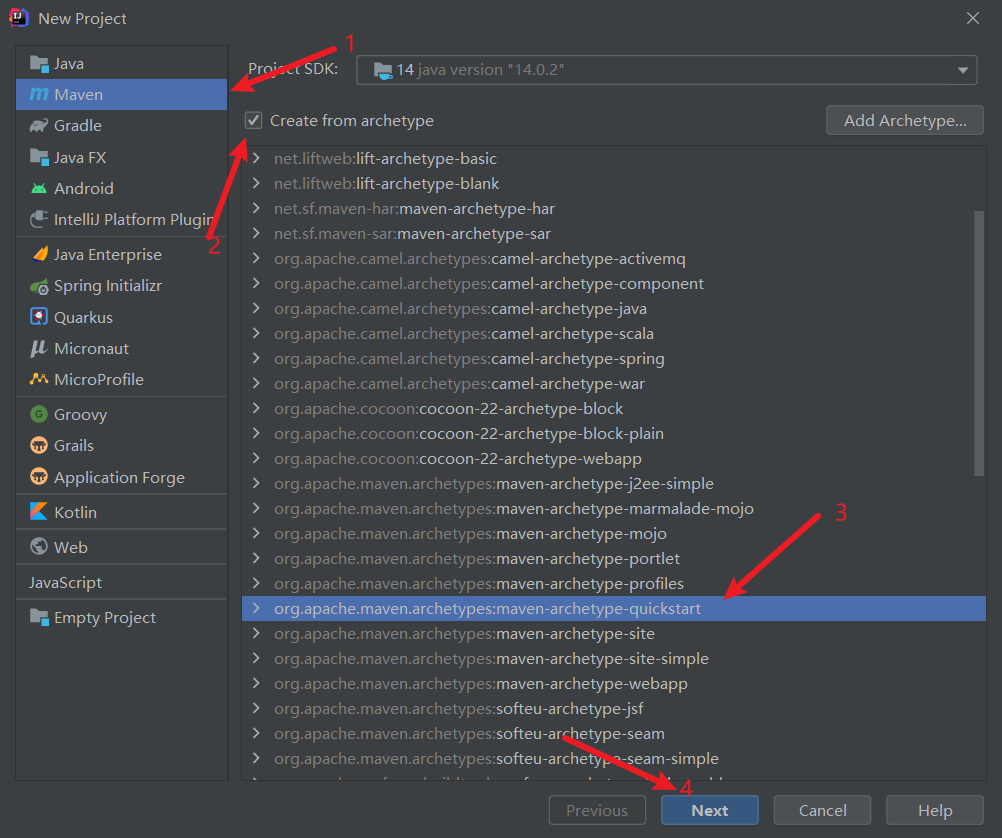 New Project
Java
Maven
Gradle
Java FX
Android
IntelliJ Platform Plugin
Java Enterprise
Spring Initializr
Quarkus
Micronaut
MicroProfile
Groovy
Grails
Application Forge
Kotlin
Web
JavaScript
Empty Project
1
Project SDK: 14 java version "14.0.2"
Create from archetype
Add Archetype...
2
net.liftweb:lift-archetype-basic
net.liftweb:lift-archetype-blank
net.sf.maven-har:maven-archetype-har
net.sf.maven-sar:maven-archetype-sar
org.apache.camel.archetypes:camel-archetype-activemq
org.apache.camel.archetypes:camel-archetype-component
org.apache.camel.archetypes:camel-archetype-java
org.apache.camel.archetypes:camel-archetype-scala
org.apache.camel.archetypes:camel-archetype-spring
org.apache.camel.archetypes:camel-archetype-war
org.apache.cocoon:cocoon-22-archetype-block
org.apache.cocoon:cocoon-22-archetype-block-plain
org.apache.cocoon:cocoon-22-archetype-webapp
org.apache.maven.archetypes:maven-archetype-j2ee-simple
org.apache.maven.archetypes:maven-archetype-marmalade-mojo
org.apache.maven.archetypes:maven-archetype-mojo
org.apache.maven.archetypes:maven-archetype-portlet
org.apache.maven.archetypes:maven-archetype-profiles
3
org.apache.maven.archetypes:maven-archetype-quickstart
org.apache.maven.archetypes:maven-archetype-site
org.apache.maven.archetypes:maven-archetype-site-simple
org.apache.maven.archetypes:maven-archetype-webapp
org.apache.maven.archetypes:softeu-archetype-jsf
org.apache.maven.archetypes:softeu-archetype-seam
org.apache.maven.archetypes:softeu-archetype-seam-simple
4
Previous
Next
Cancel
Help